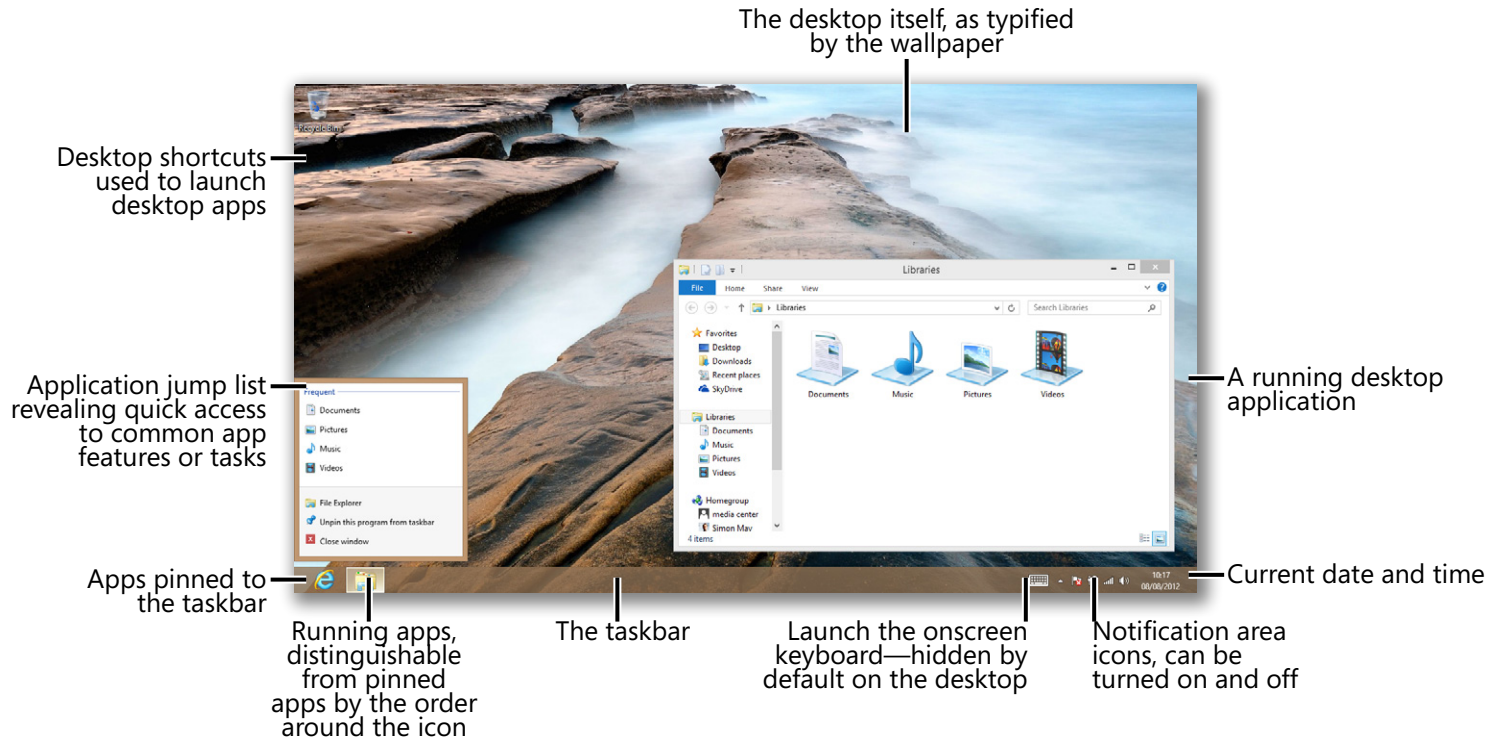 The desktop itself, as typified
by the wallpaper
Recycle Bin
Desktop shortcuts
used to launch
desktop apps
Libraries
File Home Share View
Libraries
Search Libraries
Favorites
Desktop
Downloads
Recent places
SkyDrive
Libraries
Documents
Music
Pictures
Videos
Homegroup
media center
Simon May
4 items
Documents Music Pictures Videos
A running desktop
application
Application jump list
revealing quick access
to common app
features or tasks
Frequent
Documents
Pictures
Music
Videos
File Explorer
Unpin this program from taskbar
Close window
Apps pinned to
the taskbar
10:17
08/08/2012
Current date and time
Running apps,
distinguishable
from pinned
apps by the order
around the icon
The taskbar
Launch the onscreen
keyboard—hidden by
default on the desktop
Notification area
icons, can be
turned on and off